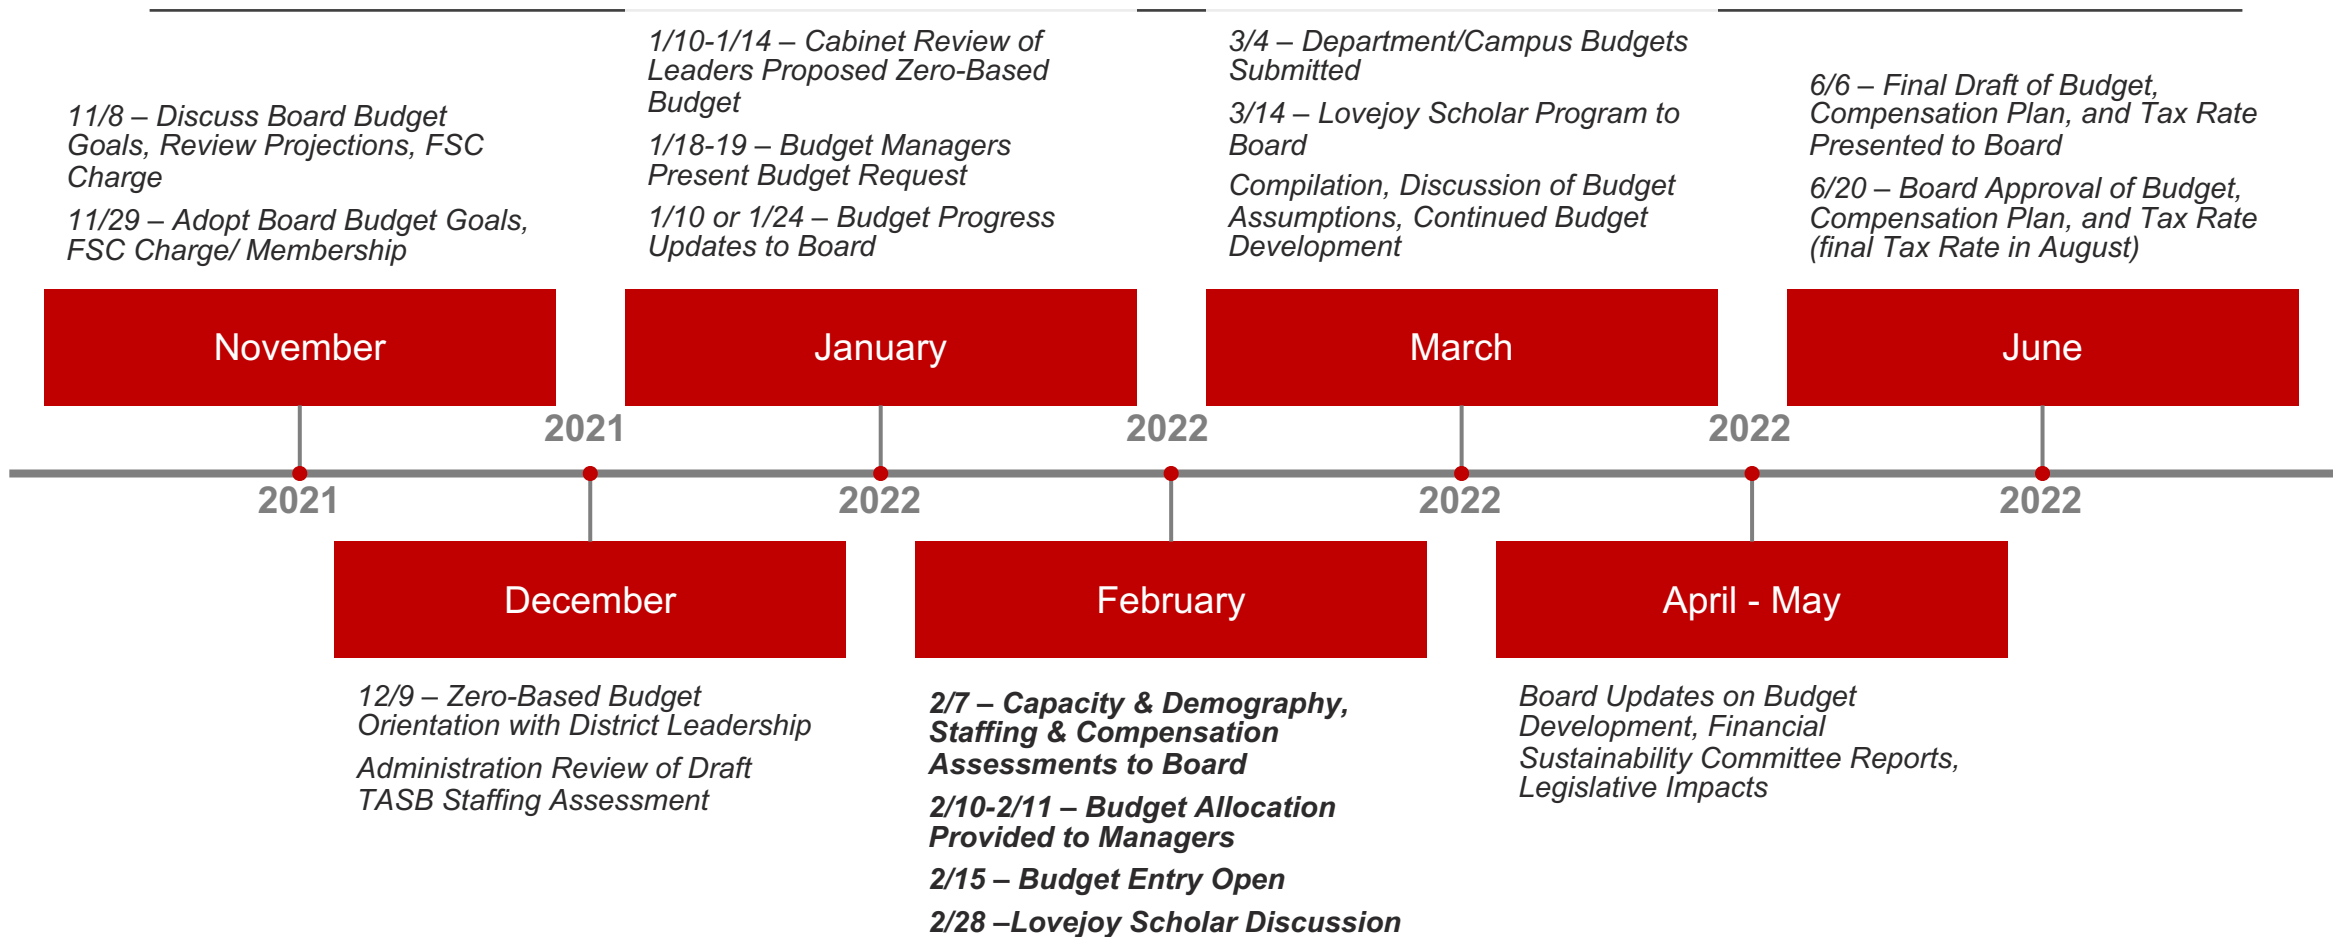 11/8 – Discuss Board Budget
Goals, Review Projections, FSC
Charge
11/29 – Adopt Board Budget Goals,
FSC Charge/ Membership
November
2021
1/10-1/14 – Cabinet Review of
Leaders Proposed Zero-Based
Budget
1/18-19 – Budget Managers
Present Budget Request
1/10 or 1/24 – Budget Progress
Updates to Board
January
2022
3/4 – Department/Campus Budgets
Submitted
3/14 – Lovejoy Scholar Program to
Board
Compilation, Discussion of Budget
Assumptions, Continued Budget
Development
March
2022
6/6 – Final Draft of Budget,
Compensation Plan, and Tax Rate
Presented to Board
6/20 – Board Approval of Budget,
Compensation Plan, and Tax Rate
(final Tax Rate in August)
June
2022
2021
December
12/9 – Zero-Based Budget
Orientation with District Leadership
Administration Review of Draft
TASB Staffing Assessment
2022
February
2/7 – Capacity & Demography,
Staffing & Compensation
Assessments to Board
2/10-2/11 – Budget Allocation
Provided to Managers
2/15 – Budget Entry Open
2/28 –Lovejoy Scholar Discussion
2022
April - May
Board Updates on Budget
Development, Financial
Sustainability Committee Reports,
Legislative Impacts